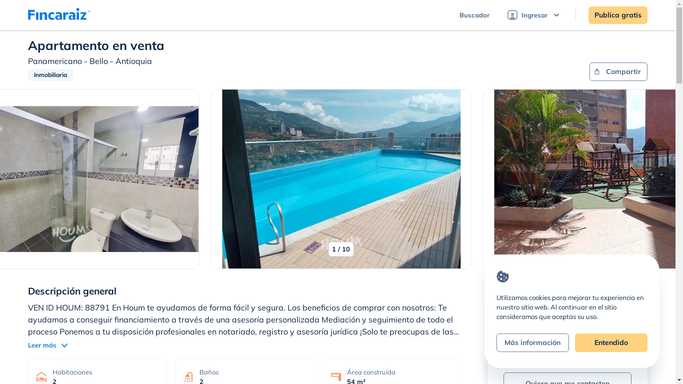 Fincaraiz
Buscador
Ingresar
Publica gratis
Apartamento en venta
Panamericano - Bello - Antioquia
Inmobiliaria
Compartir
HOUM
1 / 10
Descripción general
VEN ID HOUM: 88791 En Houm te ayudamos de forma fácil y segura. Los beneficios de comprar con nosotros: Te
ayudamos a conseguir financiamiento a través de una asesoría personalizada Mediación y seguimiento de todo el
proceso Ponemos a tu disposición profesionales en notariado, registro y asesoría jurídica ¡Solo te preocupas de las...
Leer más
Habitaciones
2
Baños
2
Área construida
54 m²
Utilizamos cookies para mejorar tu experiencia en
nuestro sitio web. Al continuar en el sitio
consideramos que aceptas su uso.
Más información
Entendido
Quiero que me contacten